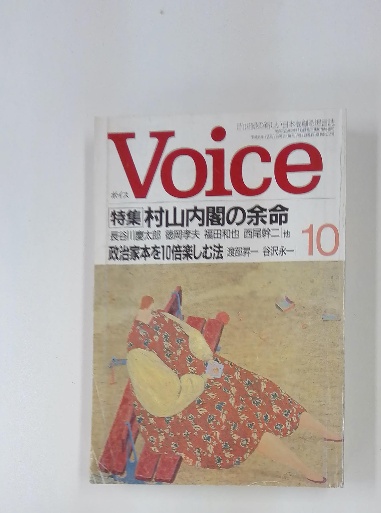 Voice
ボイス
特集 村山内閣の余命
長谷川慶太郎 徳岡孝夫 福田和也 西尾幹二 他
政治家本を10倍楽しむ法 渡部昇一 谷沢永一
10